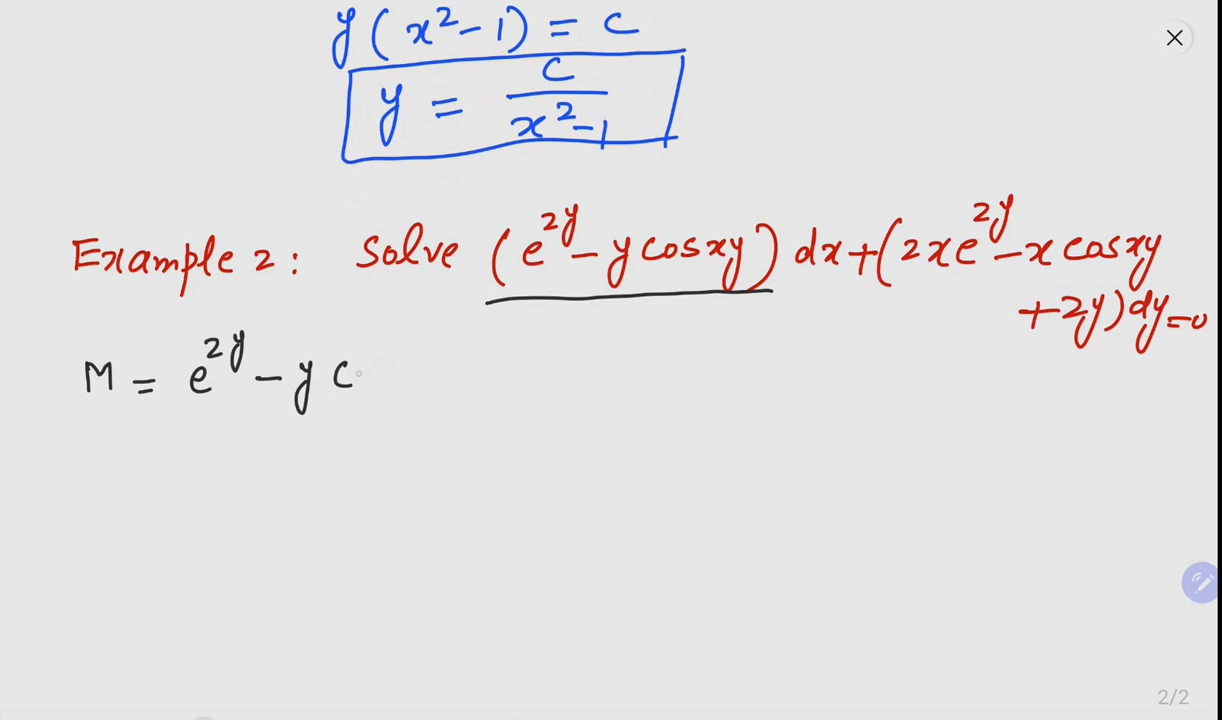 y(x²-1) = c
y = c/(x²-1)
Example 2: Solve (e^{2y} - y cos xy) dx + (2xe^{2y} - x cos xy
+ 2y) dy = 0
M = e^{2y} - y c
2/2